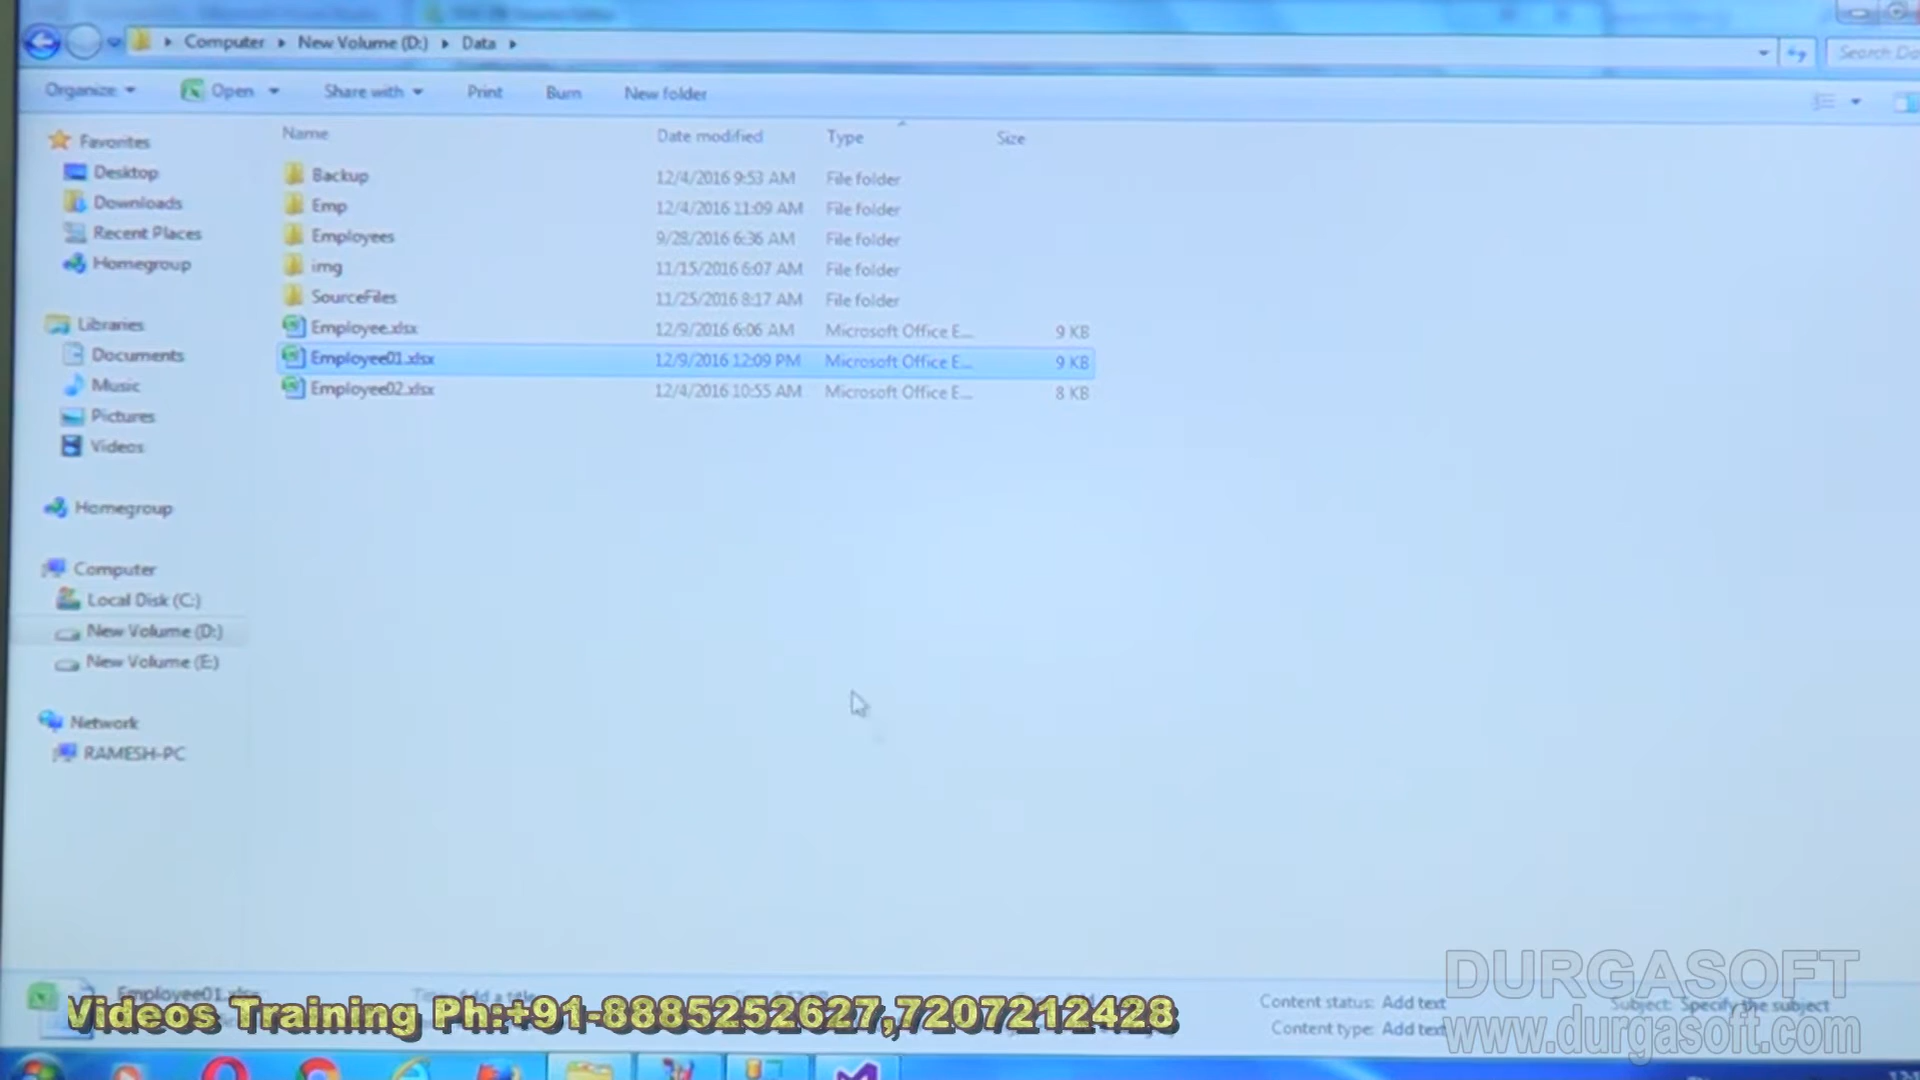 Computer New Volume (D:) Data
Organize Open Share with Print Burn New folder
Name Date modified Type Size
Favorites
Desktop
Downloads
Recent Places
Homegroup
Libraries
Documents
Music
Pictures
Videos
Homegroup
Computer
Local Disk (C:)
New Volume (D:)
New Volume (E:)
Network
RAMESH-PC
Backup 12/4/2016 9:53 AM File folder
Emp 12/4/2016 11:09 AM File folder
Employees 9/28/2016 6:36 AM File folder
img 11/15/2016 6:07 AM File folder
SourceFiles 11/25/2016 8:17 AM File folder
Employee.xlsx 12/9/2016 6:06 AM Microsoft Office E... 9 KB
Employee01.xlsx 12/9/2016 12:09 PM Microsoft Office E... 9 KB
Employee02.xlsx 12/4/2016 10:55 AM Microsoft Office E... 8 KB
Employee01.xlsx
Content status: Add text
Subject: Specify the subject
Content type: Add text
Videos Training Ph:+91-8885252627,7207212428
DURGASOFT
www.durgasoft.com